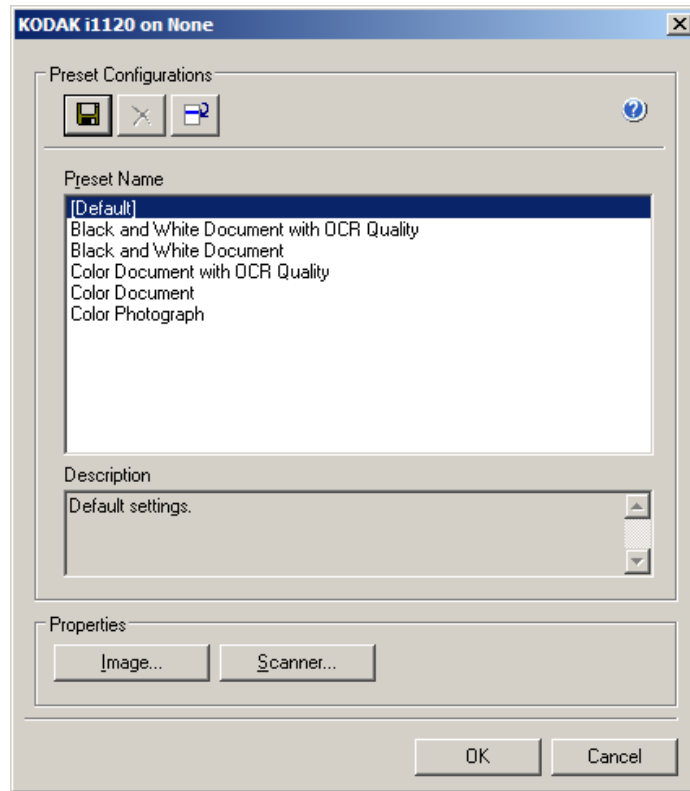 KODAK i1120 on None
Preset Configurations
Preset Name
[Default]
Black and White Document with OCR Quality
Black and White Document
Color Document with OCR Quality
Color Document
Color Photograph
Description
Default settings.
Properties
Image...
Scanner...
OK
Cancel